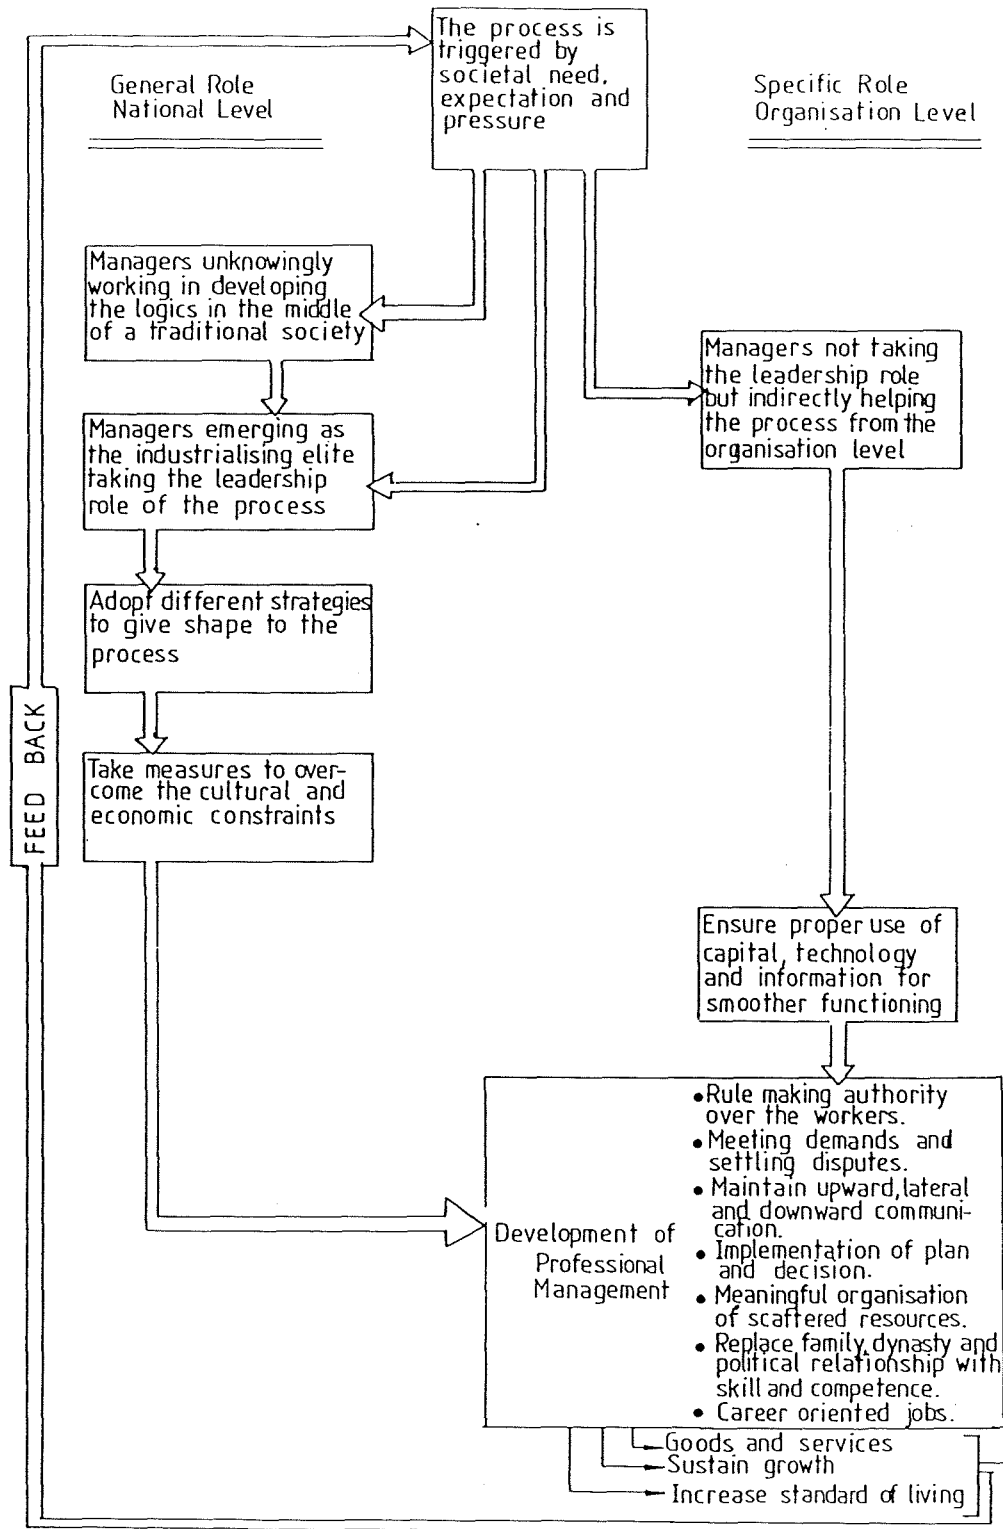 The process is
triggered by
societal need,
expectation and
pressure
General Role
National Level
Specific Role
Organisation Level
Managers unknowingly
working in developing
the logics in the middle
of a traditional society
Managers not taking
the leadership role
but indirectly helping
the process from the
organisation level
Managers emerging as
the industrialising elite
taking the leadership
role of the process
Adopt different strategies
to give shape to the
process
FEED BACK
Take measures to over-
come the cultural and
economic constraints
Ensure proper use of
capital, technology
and information for
smoother functioning
Development of
Professional
Management
• Rule making authority
over the workers.
• Meeting demands and
settling disputes.
• Maintain upward, lateral
and downward communi-
cation.
• Implementation of plan
and decision.
• Meaningful organisation
of scattered resources.
• Replace family, dynasty and
political relationship with
skill and competence.
• Career oriented jobs.
Goods and services
Sustain growth
Increase standard of living